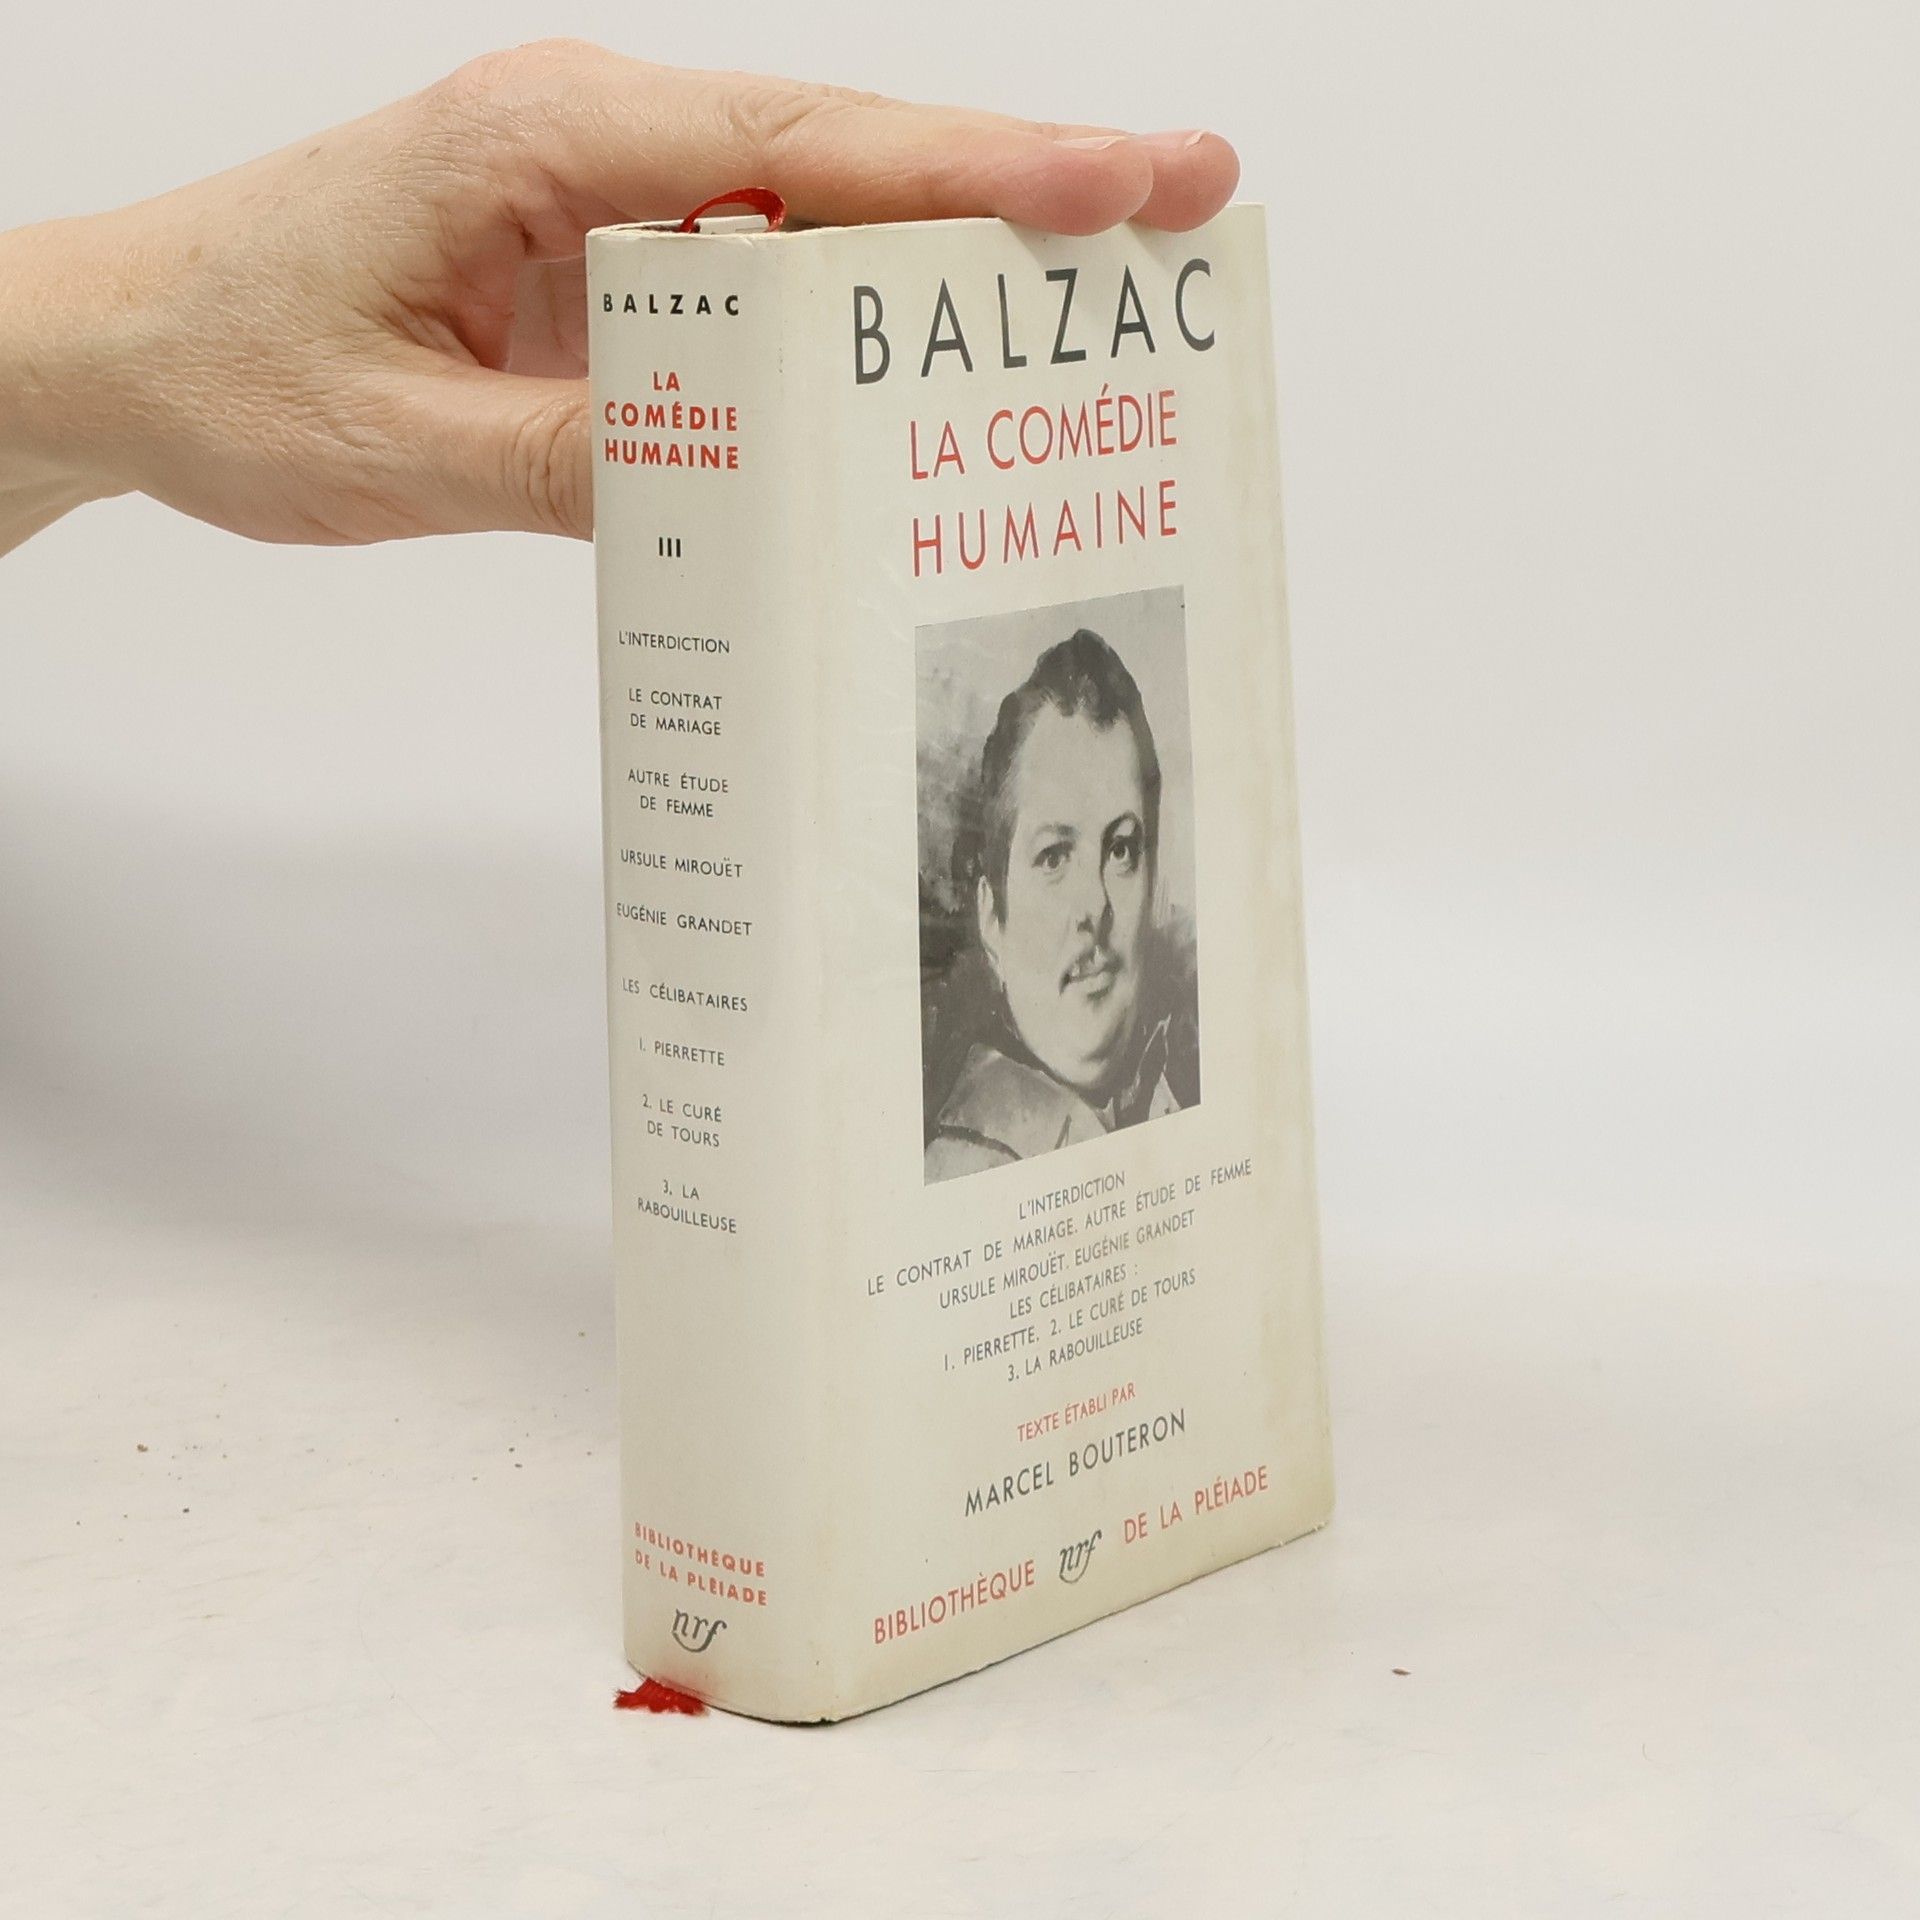 BALZAC
LA
COMÉDIE
HUMAINE
III
L'INTERDICTION
LE CONTRAT
DE MARIAGE
AUTRE ÉTUDE
DE FEMME
URSULE MIROUËT
EUGÉNIE GRANDET
LES CÉLIBATAIRES
1. PIERRETTE
2. LE CURÉ
DE TOURS
3. LA
RABOUILLEUSE
BIBLIOTHÈQUE
DE LA PLÉIADE
nrf
BALZAC
LA COMÉDIE
HUMAINE
L'INTERDICTION
LE CONTRAT DE MARIAGE. AUTRE ÉTUDE DE FEMME
URSULE MIROUËT. EUGÉNIE GRANDET
LES CÉLIBATAIRES :
1. PIERRETTE. 2. LE CURÉ DE TOURS
3. LA RABOUILLEUSE
TEXTE ÉTABLI PAR
MARCEL BOUTERON
BIBLIOTHÈQUE nrf DE LA PLÉIADE